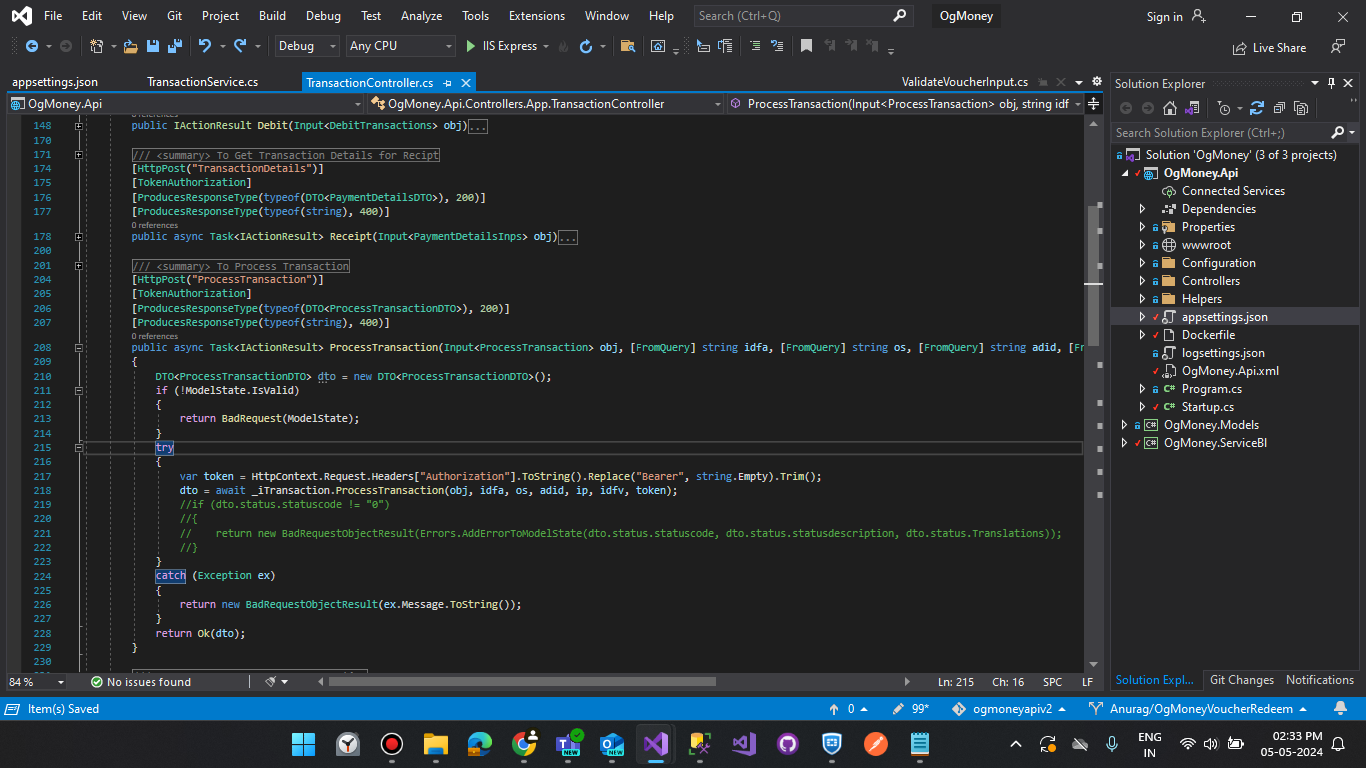 File Edit View Git Project Build Debug Test Analyze Tools Extensions Window Help Search (Ctrl+Q) OgMoney Sign in
Debug Any CPU IIS Express Live Share
appsettings.json TransactionService.cs TransactionController.cs ValidateVoucherInput.cs
OgMoney.Api OgMoney.Api.Controllers.App.TransactionController ProcessTransaction(Input<ProcessTransaction> obj, string idf
148 public IActionResult Debit(Input<DebitTransactions> obj)...
170
171 /// <summary> To Get Transaction Details for Recipt
174 [HttpPost("TransactionDetails")]
175 [TokenAuthorization]
176 [ProducesResponseType(typeof(DTO<PaymentDetailsDTO>), 200)]
177 [ProducesResponseType(typeof(string), 400)]
0 references
178 public async Task<IActionResult> Receipt(Input<PaymentDetailsInps> obj)...
200
201 /// <summary> To Process Transaction
204 [HttpPost("ProcessTransaction")]
205 [TokenAuthorization]
206 [ProducesResponseType(typeof(DTO<ProcessTransactionDTO>), 200)]
207 [ProducesResponseType(typeof(string), 400)]
0 references
208 public async Task<IActionResult> ProcessTransaction(Input<ProcessTransaction> obj, [FromQuery] string idfa, [FromQuery] string os, [FromQuery] string adid, [Fr
209 {
210 DTO<ProcessTransactionDTO> dto = new DTO<ProcessTransactionDTO>();
211 if (!ModelState.IsValid)
212 {
213 return BadRequest(ModelState);
214 }
215 try
216 {
217 var token = HttpContext.Request.Headers["Authorization"].ToString().Replace("Bearer", string.Empty).Trim();
218 dto = await _iTransaction.ProcessTransaction(obj, idfa, os, adid, ip, idfv, token);
219 //if (dto.status.statuscode != "0")
220 //{
221 // return new BadRequestObjectResult(Errors.AddErrorToModelState(dto.status.statuscode, dto.status.statusdescription, dto.status.Translations));
222 //}
223 }
224 catch (Exception ex)
225 {
226 return new BadRequestObjectResult(ex.Message.ToString());
227 }
228 return Ok(dto);
229 }
230
84 % No issues found Ln: 215 Ch: 16 SPC LF
Solution Explorer
Search Solution Explorer (Ctrl+;)
Solution 'OgMoney' (3 of 3 projects)
OgMoney.Api
Connected Services
Dependencies
Properties
wwwroot
Configuration
Controllers
Helpers
appsettings.json
Dockerfile
logsettings.json
OgMoney.Api.xml
Program.cs
Startup.cs
OgMoney.Models
OgMoney.ServiceBl
Solution Expl... Git Changes Notifications
Item(s) Saved 0 99* ogmoneyapiv2 Anurag/OgMoneyVoucherRedeem
ENG
IN
02:33 PM
05-05-2024